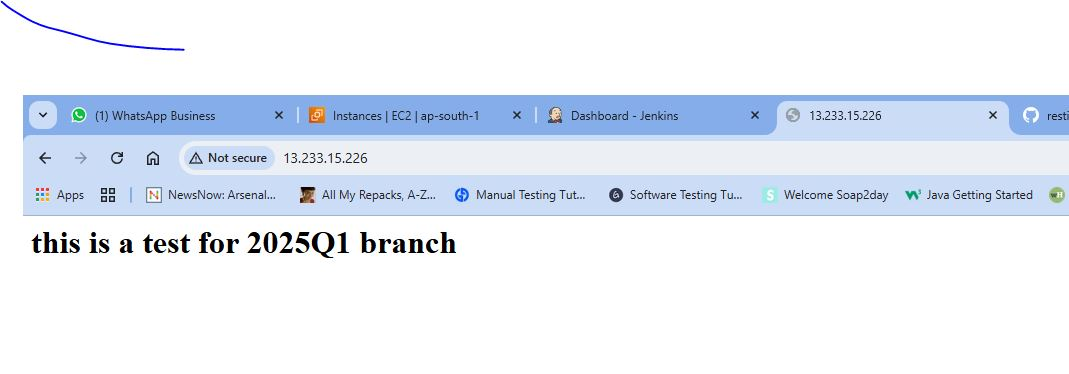 (1) WhatsApp Business
Instances | EC2 | ap-south-1
Dashboard - Jenkins
13.233.15.226
resti
Not secure
13.233.15.226
Apps
NewsNow: Arsenal...
All My Repacks, A-Z...
Manual Testing Tut...
Software Testing Tu...
Welcome Soap2day
Java Getting Started
this is a test for 2025Q1 branch